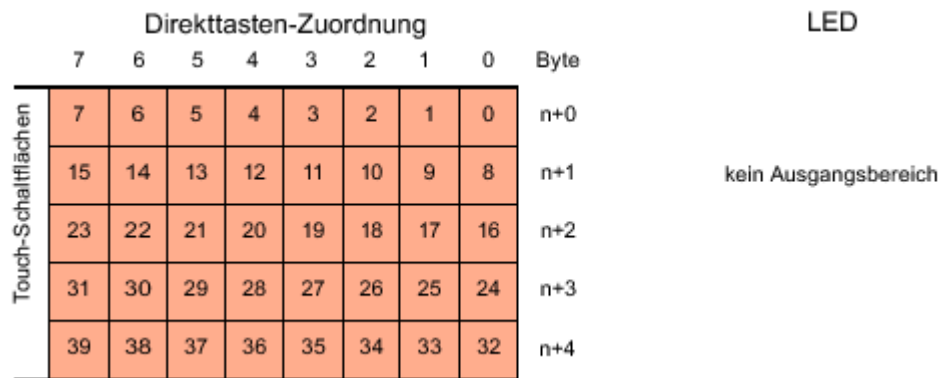 Direkttasten-Zuordnung LED
7 6 5 4 3 2 1 0 Byte
Touch-Schaltflächen
7 6 5 4 3 2 1 0 n+0
15 14 13 12 11 10 9 8 n+1 kein Ausgangsbereich
23 22 21 20 19 18 17 16 n+2
31 30 29 28 27 26 25 24 n+3
39 38 37 36 35 34 33 32 n+4